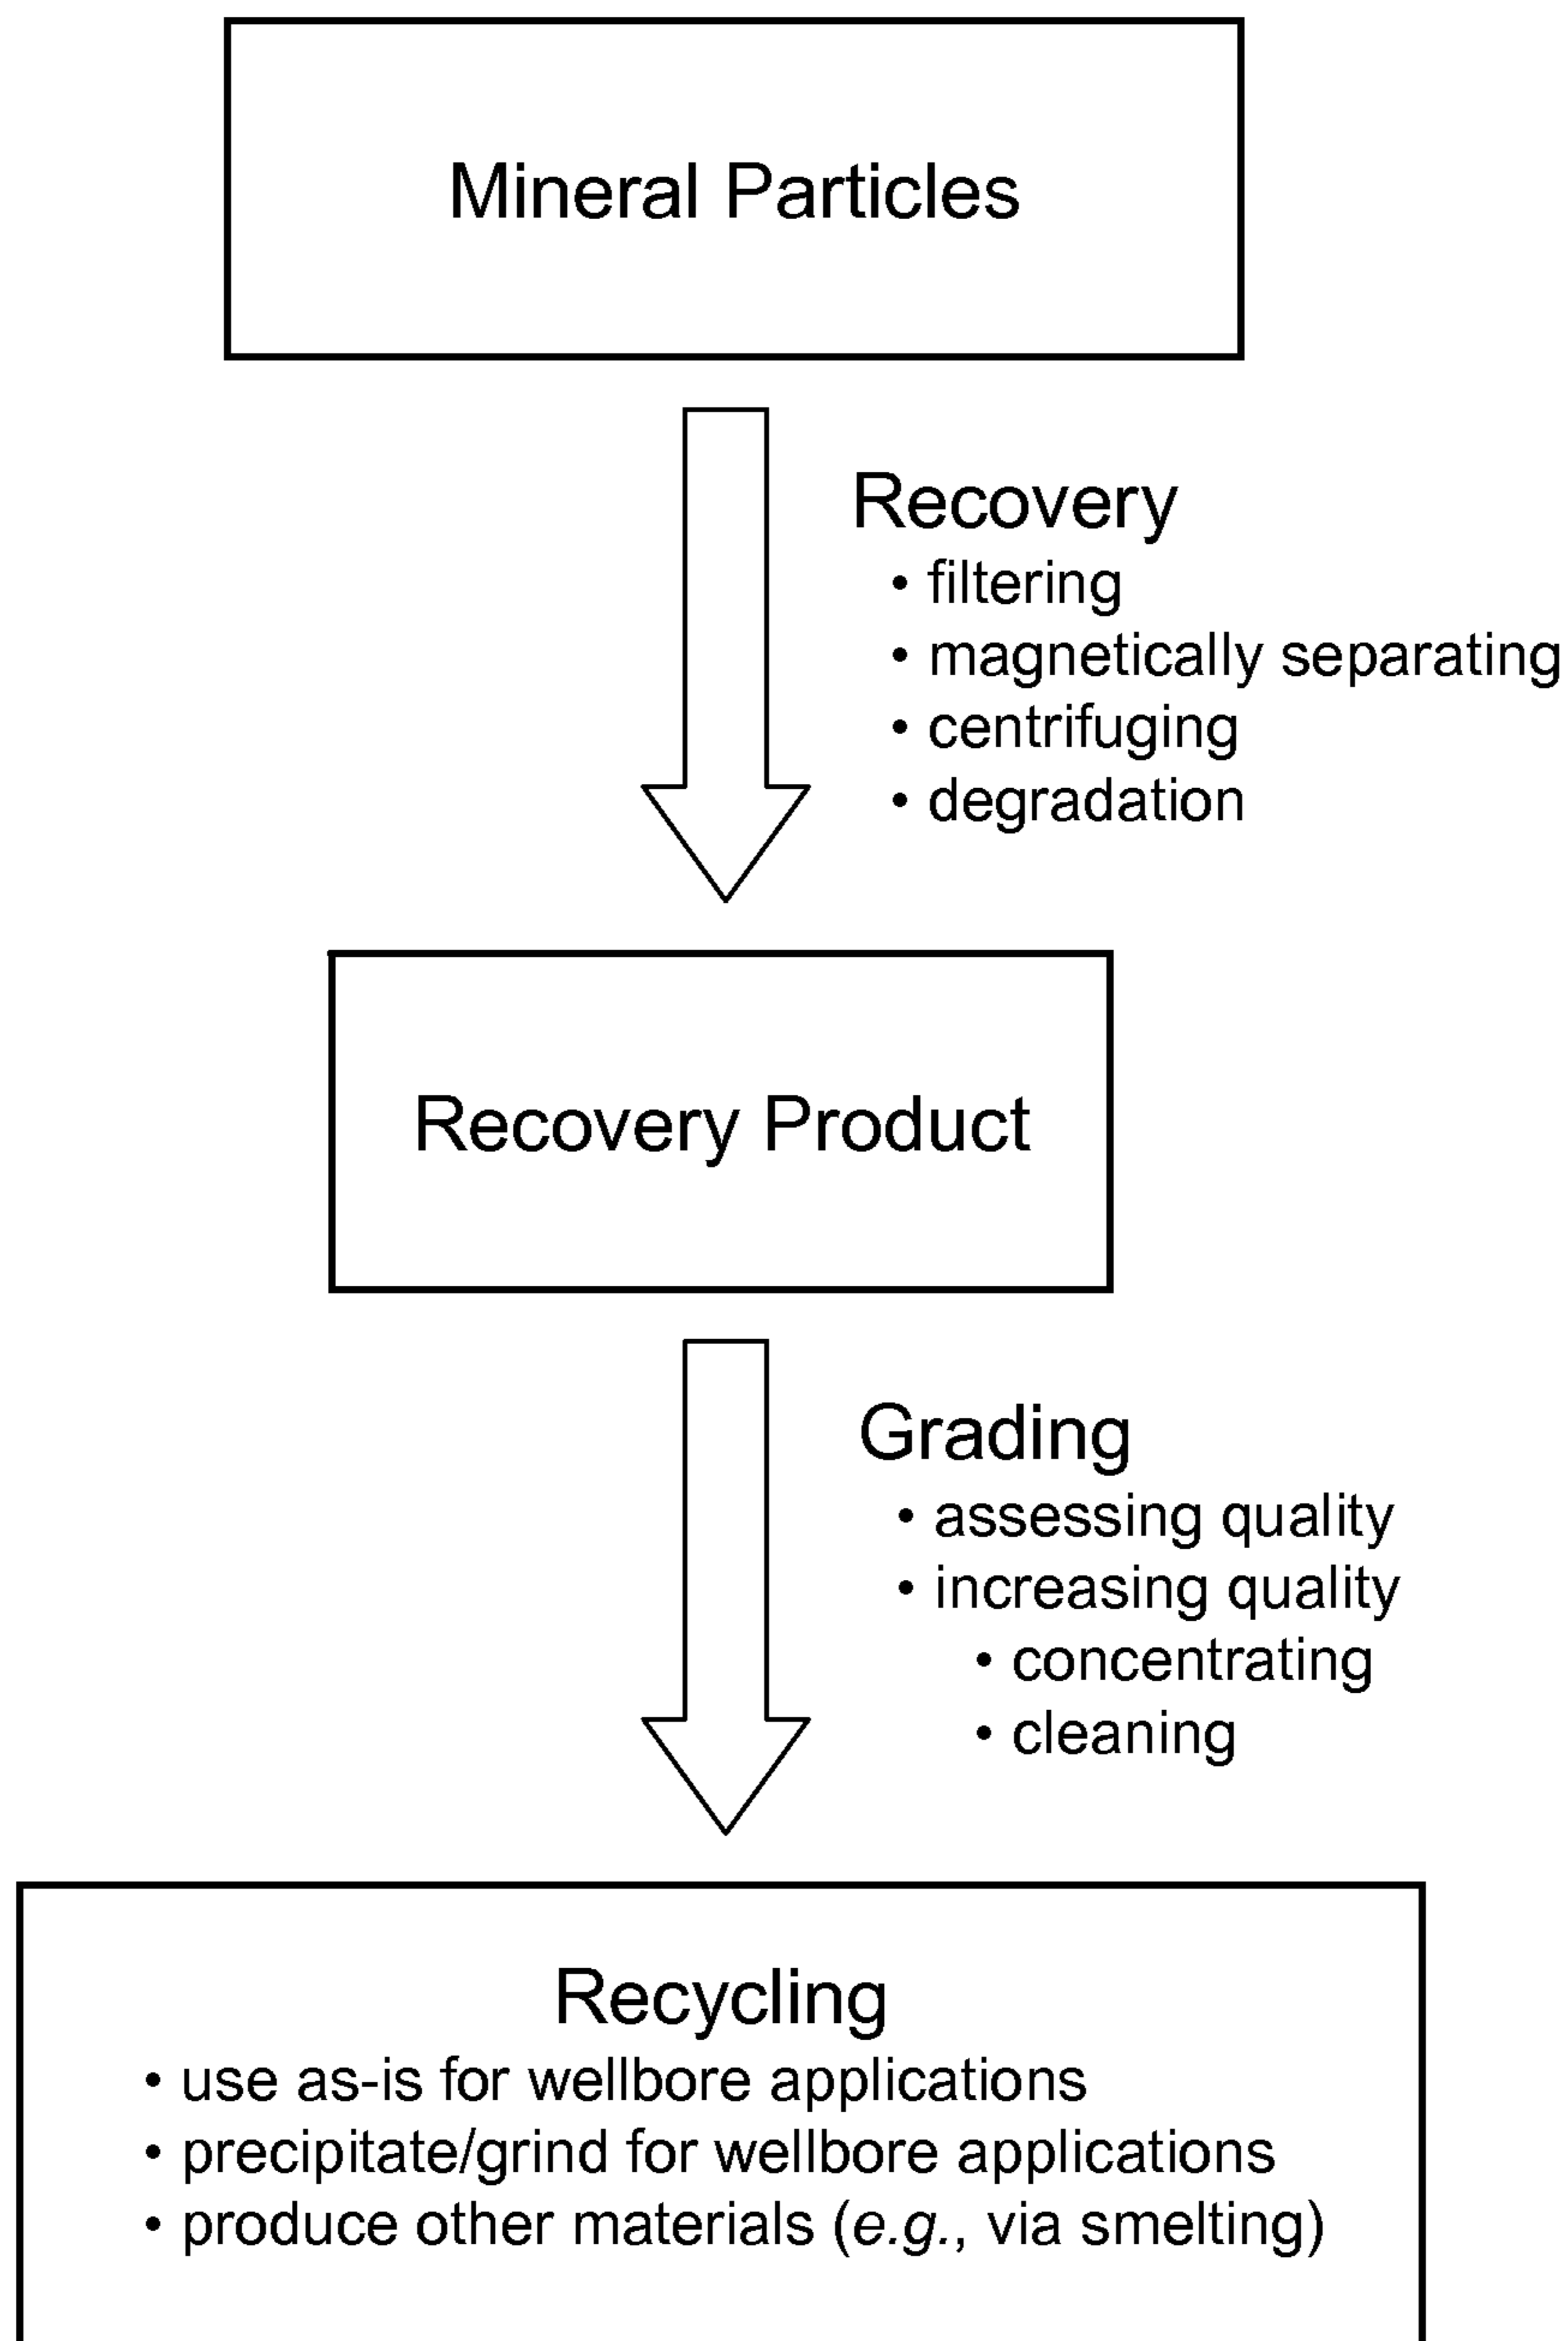 Mineral Particles
Recovery
• filtering
• magnetically separating
• centrifuging
• degradation
Recovery Product
Grading
• assessing quality
• increasing quality
• concentrating
• cleaning
Recycling
• use as-is for wellbore applications
• precipitate/grind for wellbore applications
• produce other materials (e.g., via smelting)